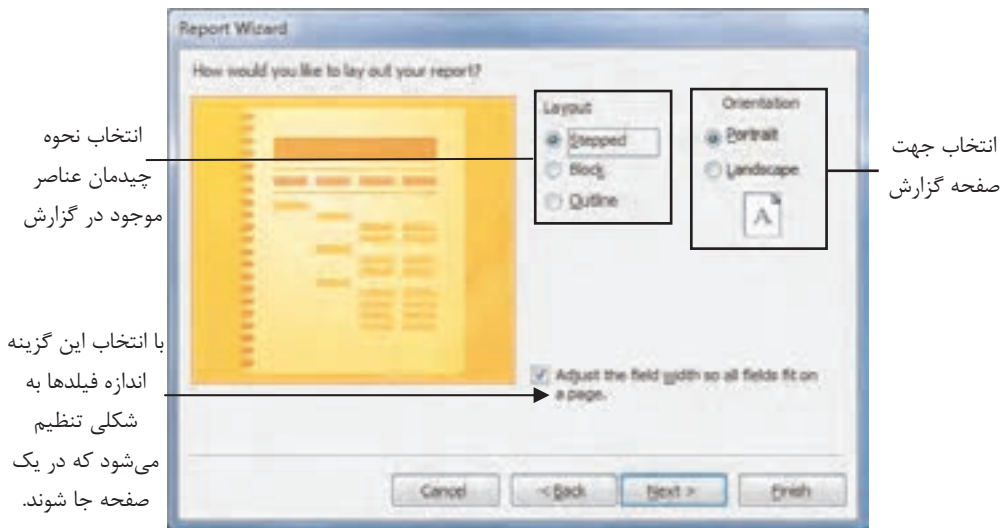 Report Wizard
How would you like to lay out your report?
Layout
Stepped
Block
Outline
Orientation
Portrait
Landscape
A
Adjust the field width so all fields fit on
a page.
Cancel
< Back
Next >
Finish
انتخاب نحوه
چیدمان عناصر
موجود در گزارش
انتخاب جهت
صفحه گزارش
با انتخاب این گزینه
اندازه فیلدها به
شکلی تنظیم
می‌شود که در یک
صفحه جا شوند.